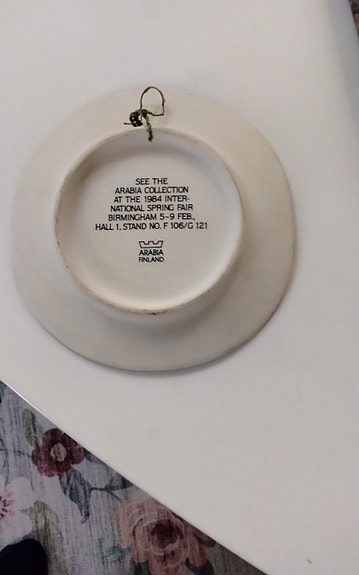 SEE THE
ARABIA COLLECTION
AT THE 1984 INTER-
NATIONAL SPRING FAIR
BIRMINGHAM 5-9 FEB.,
HALL 1, STAND NO. F 106/G 121
ARABIA
FINLAND